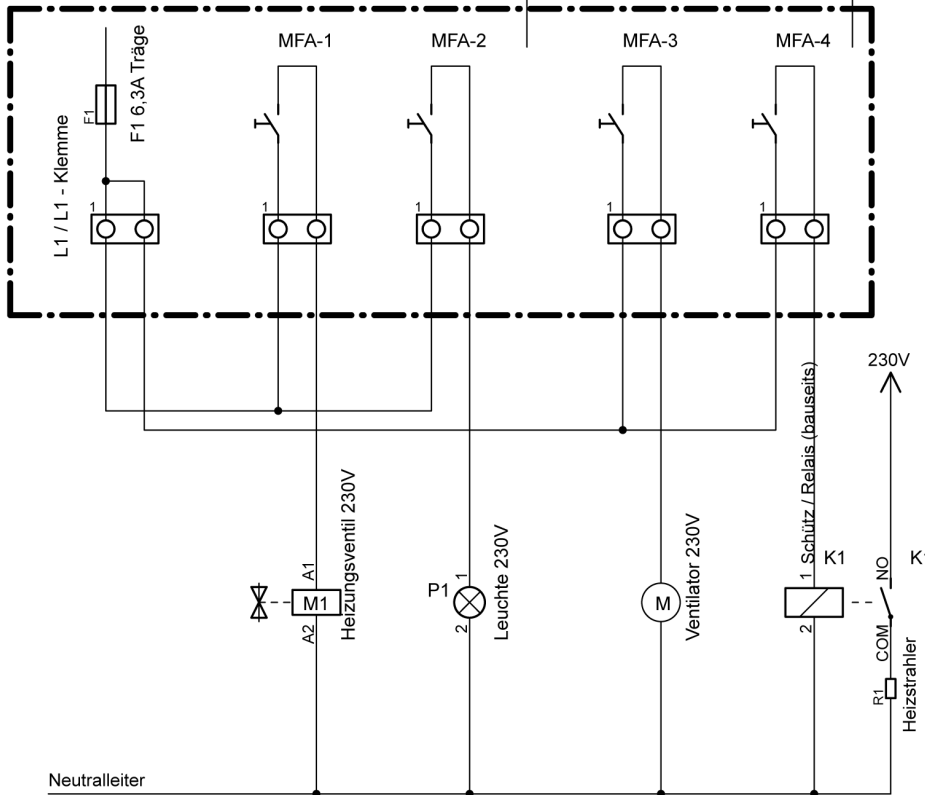 MFA-1
MFA-2
MFA-3
MFA-4
F1
F1 6,3A Träge
L1 / L1 - Klemme
1
1
1
1
1
230V
Schütz / Relais (bauseits)
Heizungsventil 230V
A1
M1
A2
P1
1
2
Leuchte 230V
M
Ventilator 230V
1
K1
2
NO
K1
COM
R1
Heizstrahler
Neutralleiter